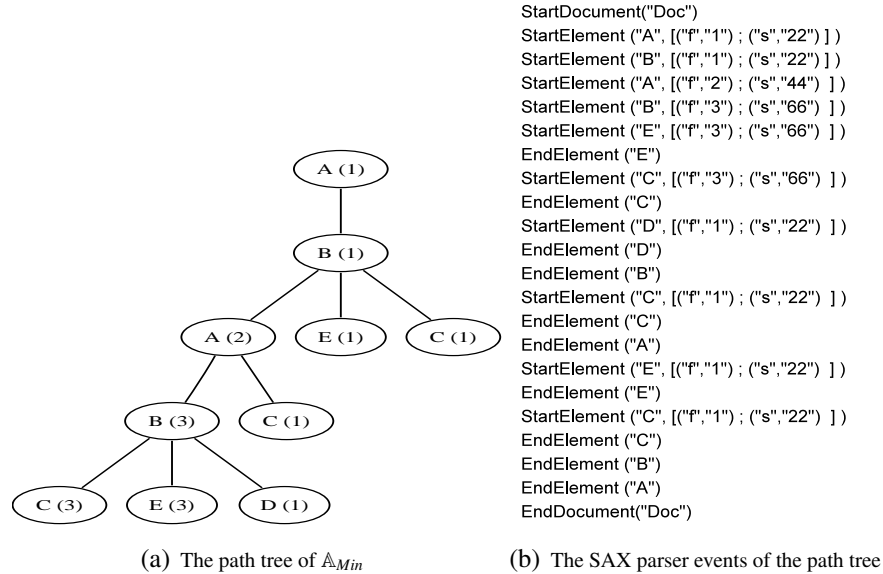 A (1)
B (1)
A (2)
E (1)
C (1)
B (3)
C (1)
C (3)
E (3)
D (1)
(a) The path tree of 𝔸Min
StartDocument("Doc")
StartElement ("A", [("f","1") ; ("s","22") ] )
StartElement ("B", [("f","1") ; ("s","22") ] )
StartElement ("A", [("f","2") ; ("s","44") ] )
StartElement ("B", [("f","3") ; ("s","66") ] )
StartElement ("E", [("f","3") ; ("s","66") ] )
EndElement ("E")
StartElement ("C", [("f","3") ; ("s","66") ] )
EndElement ("C")
StartElement ("D", [("f","1") ; ("s","22") ] )
EndElement ("D")
EndElement ("B")
StartElement ("C", [("f","1") ; ("s","22") ] )
EndElement ("C")
EndElement ("A")
StartElement ("E", [("f","1") ; ("s","22") ] )
EndElement ("E")
StartElement ("C", [("f","1") ; ("s","22") ] )
EndElement ("C")
EndElement ("B")
EndElement ("A")
EndDocument("Doc")
(b) The SAX parser events of the path tree